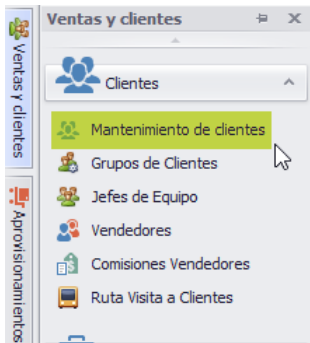 Ventas y clientes
Ventas y clientes
Clientes
Mantenimiento de clientes
Grupos de Clientes
Jefes de Equipo
Vendedores
Comisiones Vendedores
Ruta Visita a Clientes
Aprovisionamientos